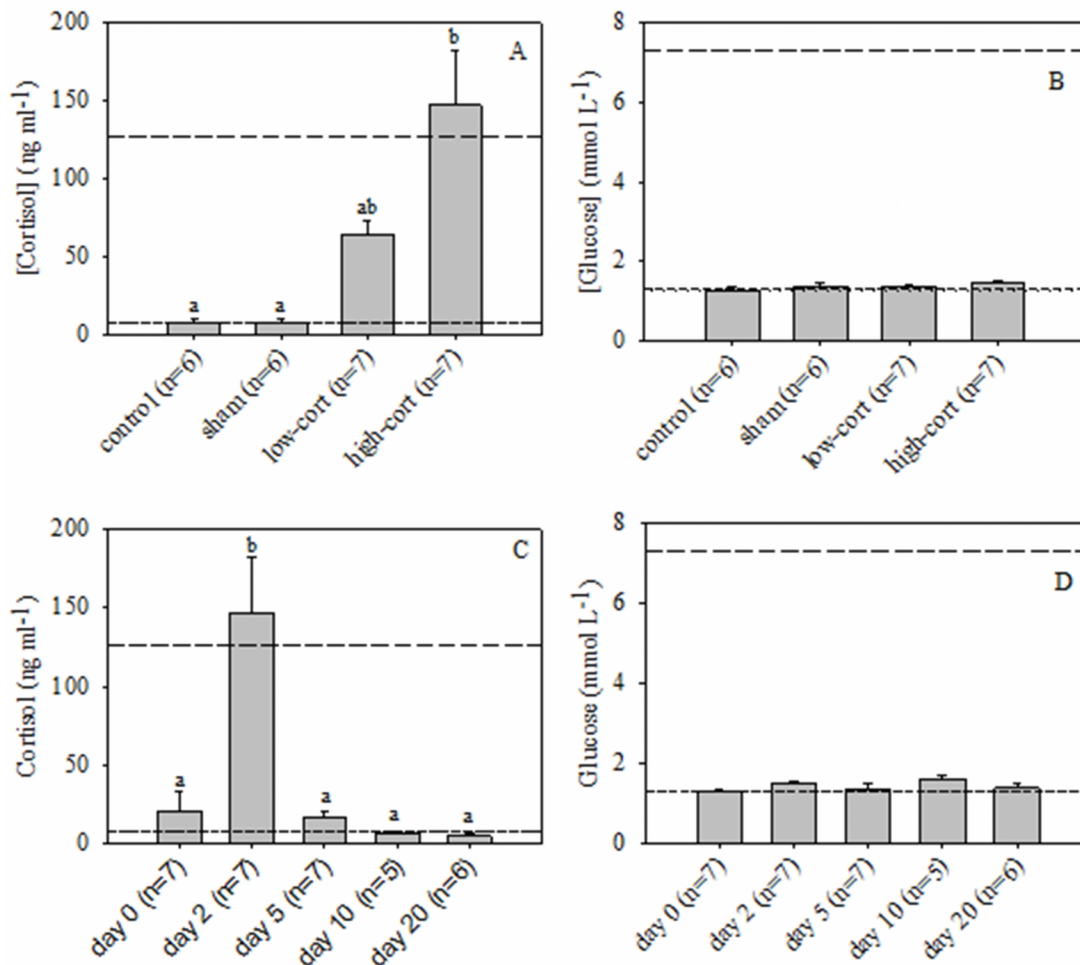 200
150
100
50
0
[Cortisol] (ng ml⁻¹)
A
a
a
ab
b
control (n=6)
sham (n=6)
low-cort (n=7)
high-cort (n=7)
8
6
4
2
0
[Glucose] (mmol L⁻¹)
B
control (n=6)
sham (n=6)
low-cort (n=7)
high-cort (n=7)
200
150
100
50
0
Cortisol (ng ml⁻¹)
C
a
b
a
a
a
day 0 (n=7)
day 2 (n=7)
day 5 (n=7)
day 10 (n=5)
day 20 (n=6)
8
6
4
2
0
Glucose (mmol L⁻¹)
D
day 0 (n=7)
day 2 (n=7)
day 5 (n=7)
day 10 (n=5)
day 20 (n=6)